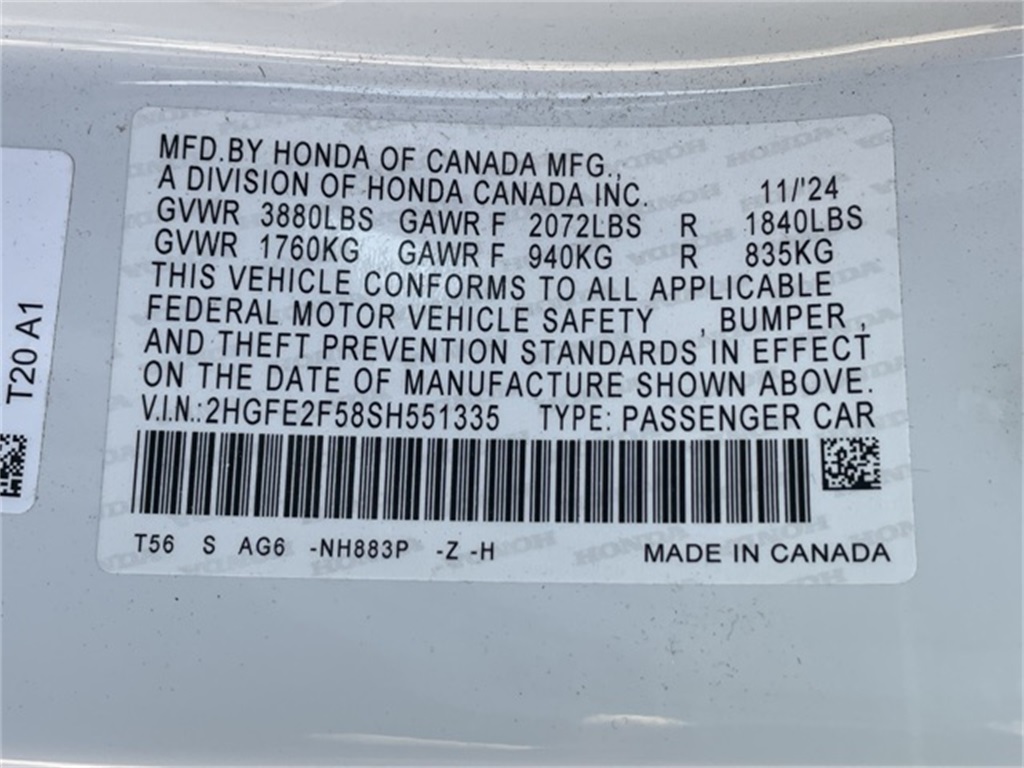 MFD.BY HONDA OF CANADA MFG.,
A DIVISION OF HONDA CANADA INC. 11/'24
GVWR 3880LBS GAWR F 2072LBS R 1840LBS
GVWR 1760KG GAWR F 940KG R 835KG
THIS VEHICLE CONFORMS TO ALL APPLICABLE
FEDERAL MOTOR VEHICLE SAFETY , BUMPER ,
AND THEFT PREVENTION STANDARDS IN EFFECT
ON THE DATE OF MANUFACTURE SHOWN ABOVE.
V.I.N.:2HGFE2F58SH551335 TYPE: PASSENGER CAR
T56 S AG6 -NH883P -Z -H MADE IN CANADA
T20 A1